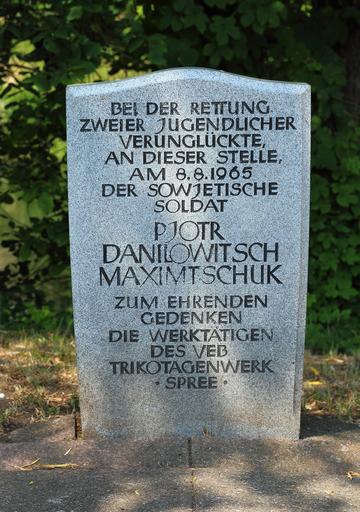 BEI DER RETTUNG
ZWEIER JUGENDLICHER
VERUNGLÜCKTE,
AN DIESER STELLE,
AM 8.8.1965
DER SOWJETISCHE
SOLDAT
PJOTR
DANILOWITSCH
MAXIMTSCHUK
ZUM EHRENDEN
GEDENKEN
DIE WERKTÄTIGEN
DES VEB
TRIKOTAGENWERK
· SPREE ·